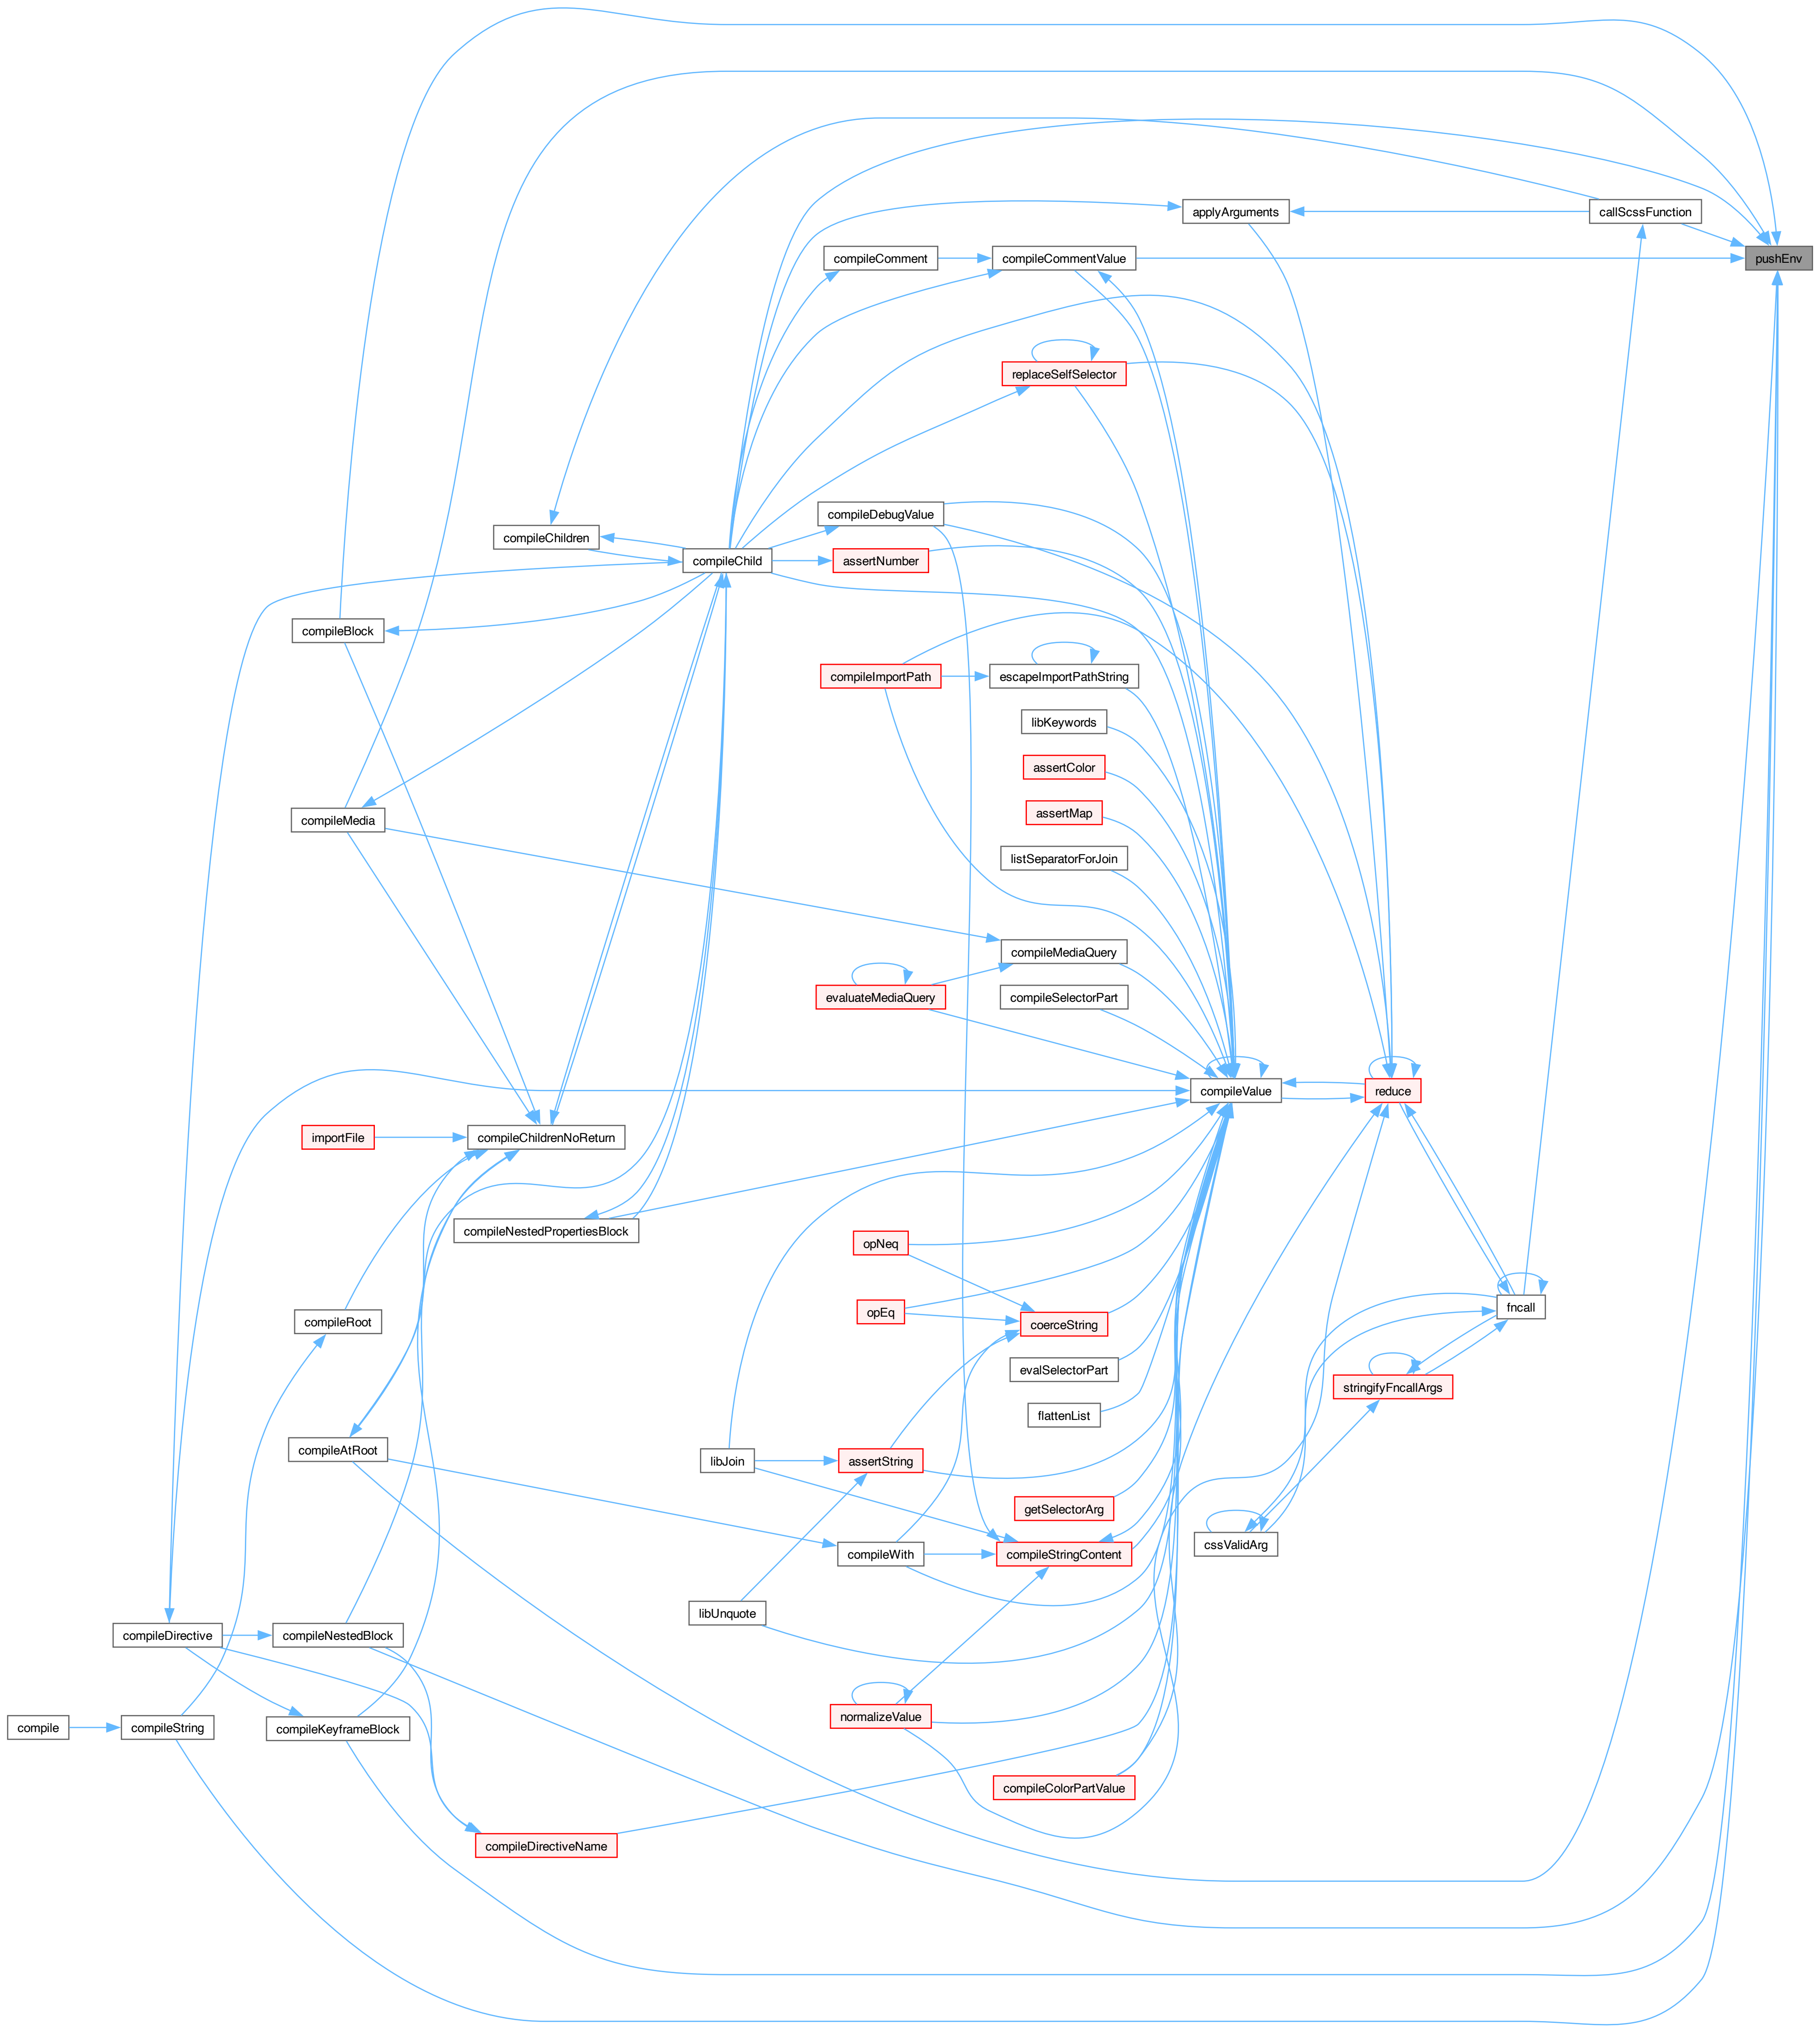 applyArguments
callScssFunction
compileComment
compileCommentValue
pushEnv
replaceSelfSelector
compileDebugValue
compileChildren
compileChild
assertNumber
compileBlock
compileImportPath
escapeImportPathString
libKeywords
assertColor
assertMap
compileMedia
listSeparatorForJoin
compileMediaQuery
evaluateMediaQuery
compileSelectorPart
compileValue
reduce
importFile
compileChildrenNoReturn
compileNestedPropertiesBlock
opNeq
opEq
fncall
compileRoot
coerceString
evalSelectorPart
stringifyFncallArgs
flattenList
compileAtRoot
libJoin
assertString
getSelectorArg
cssValidArg
compileWith
compileStringContent
libUnquote
compileDirective
compileNestedBlock
normalizeValue
compile
compileString
compileKeyframeBlock
compileColorPartValue
compileDirectiveName